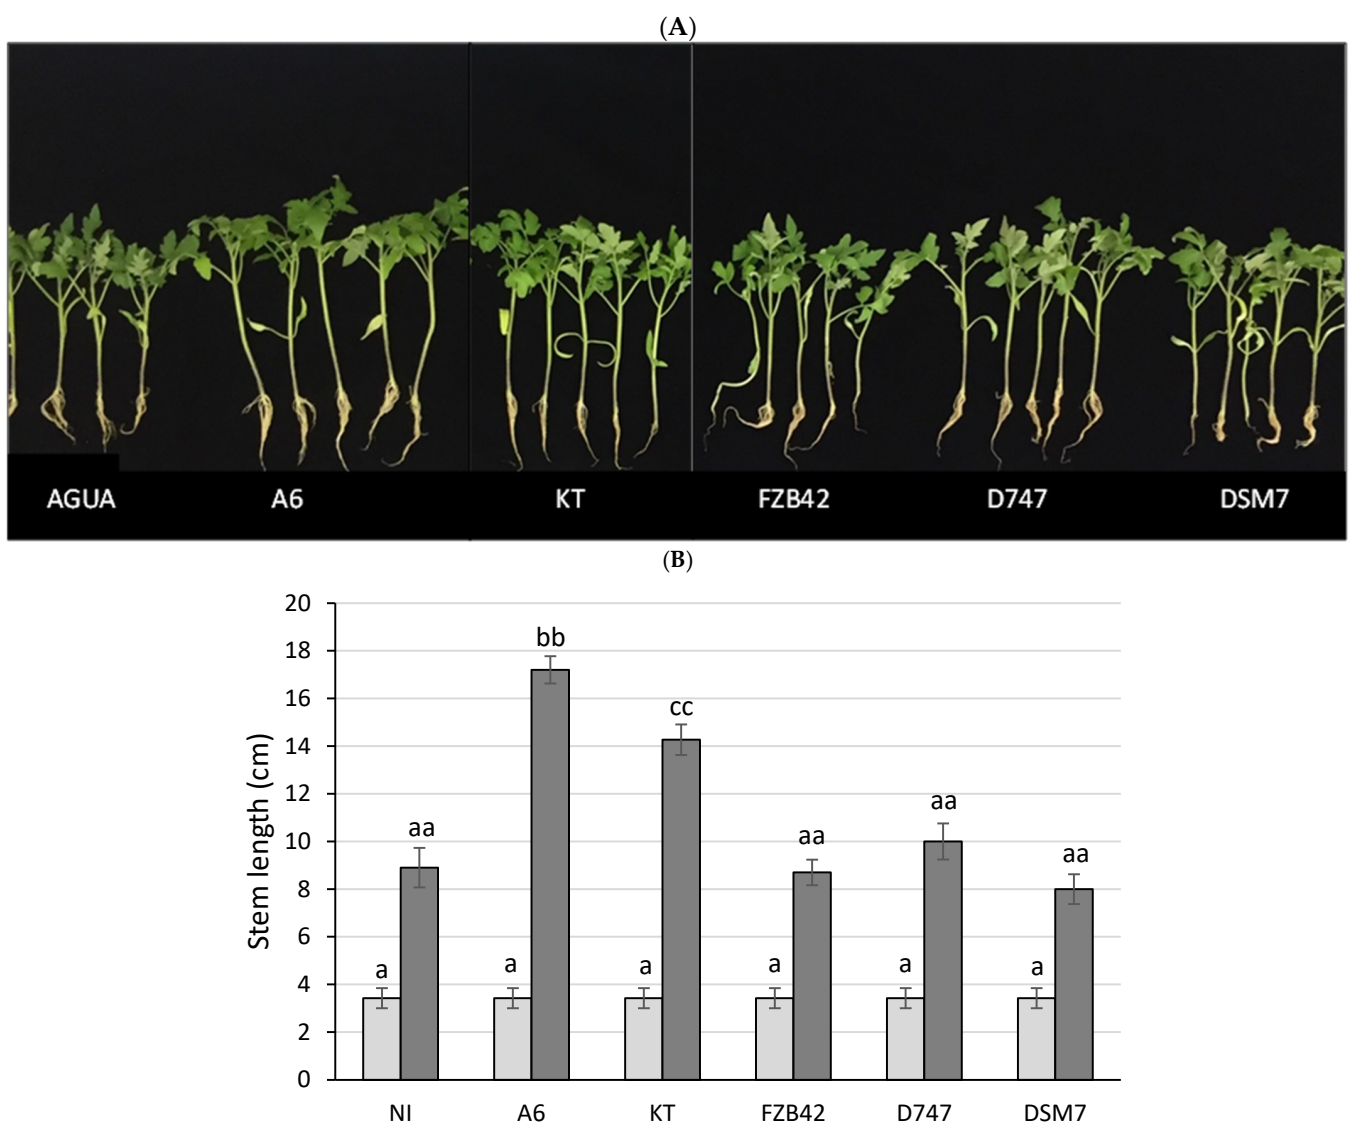 (A)
AGUA A6 KT FZB42 D747 DSM7
(B)
Stem length (cm)
20
18
16
14
12
10
8
6
4
2
0
bb
cc
aa
aa
aa
aa
a a a a a a
NI A6 KT FZB42 D747 DSM7